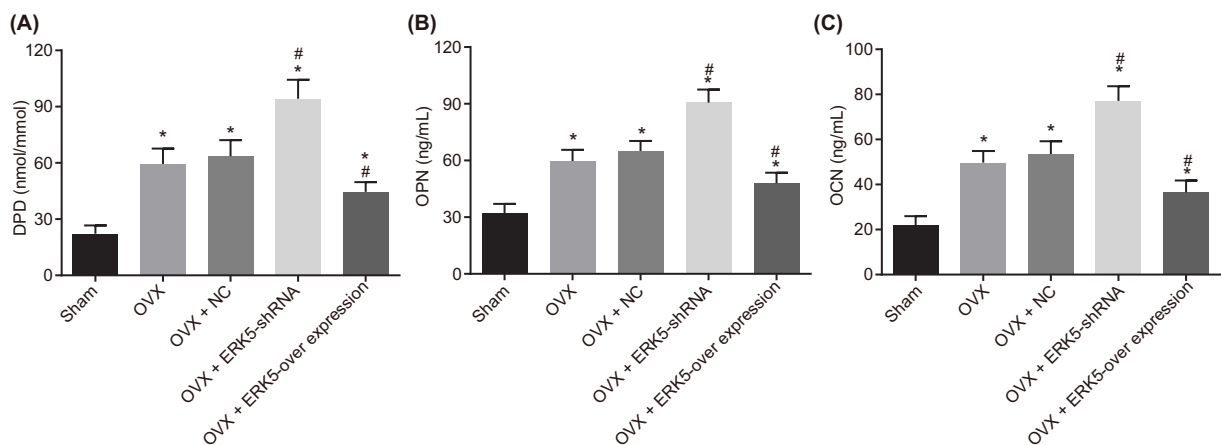 (A)
DPD (nmol/mmol)
120
90
60
30
0
*
*
#
*
*
#
Sham
OVX
OVX + NC
OVX + ERK5-shRNA
OVX + ERK5-over expression
(B)
OPN (ng/mL)
120
90
60
30
0
*
*
#
*
#
*
Sham
OVX
OVX + NC
OVX + ERK5-shRNA
OVX + ERK5-over expression
(C)
OCN (ng/mL)
100
80
60
40
20
0
*
*
#
*
#
*
Sham
OVX
OVX + NC
OVX + ERK5-shRNA
OVX + ERK5-over expression